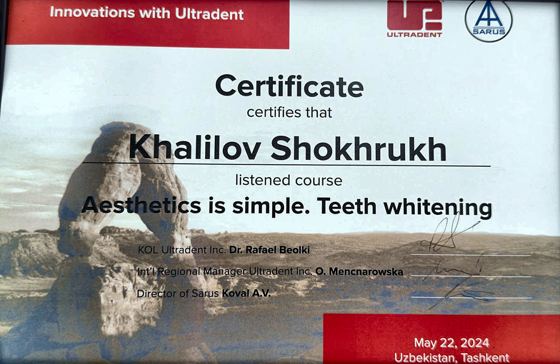 Innovations with Ultradent
ULTRADENT
SARUS
Certificate
certifies that
Khalilov Shokhrukh
listened course
Aesthetics is simple. Teeth whitening
KOL Ultradent Inc. Dr. Rafael Beolki
Int'l Regional Manager Ultradent Inc. O. Mencnarowska
Director of Sarus Koval A.V.
May 22, 2024
Uzbekistan, Tashkent